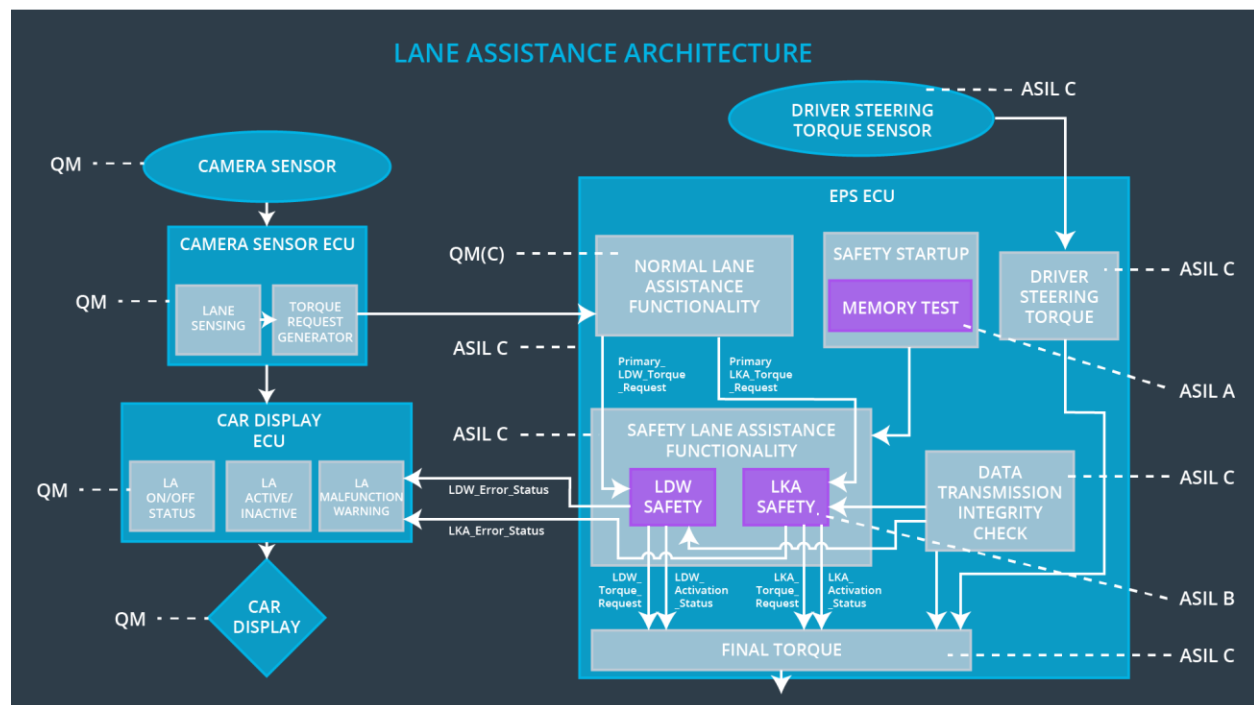 LANE ASSISTANCE ARCHITECTURE
ASIL C
DRIVER STEERING
TORQUE SENSOR
QM
CAMERA SENSOR
EPS ECU
CAMERA SENSOR ECU
QM(C)
NORMAL LANE
ASSISTANCE
FUNCTIONALITY
SAFETY STARTUP
MEMORY TEST
DRIVER
STEERING
TORQUE
ASIL C
QM
LANE
SENSING
TORQUE
REQUEST
GENERATOR
ASIL C
Primary_
LDW_Torque
_Request
Primary
LKA_Torque
_Request
ASIL A
CAR DISPLAY
ECU
ASIL C
SAFETY LANE ASSISTANCE
FUNCTIONALITY
QM
LA
ON/OFF
STATUS
LA
ACTIVE/
INACTIVE
LA
MALFUNCTION
WARNING
LDW_Error_Status
LKA_Error_Status
LDW
SAFETY
LKA
SAFETY
DATA
TRANSMISSION
INTEGRITY
CHECK
ASIL C
LDW_
Torque_
Request
LDW_
Activation
_Status
LKA_
Torque_
Request
LKA_
Activation
_Status
ASIL B
QM
CAR
DISPLAY
FINAL TORQUE
ASIL C